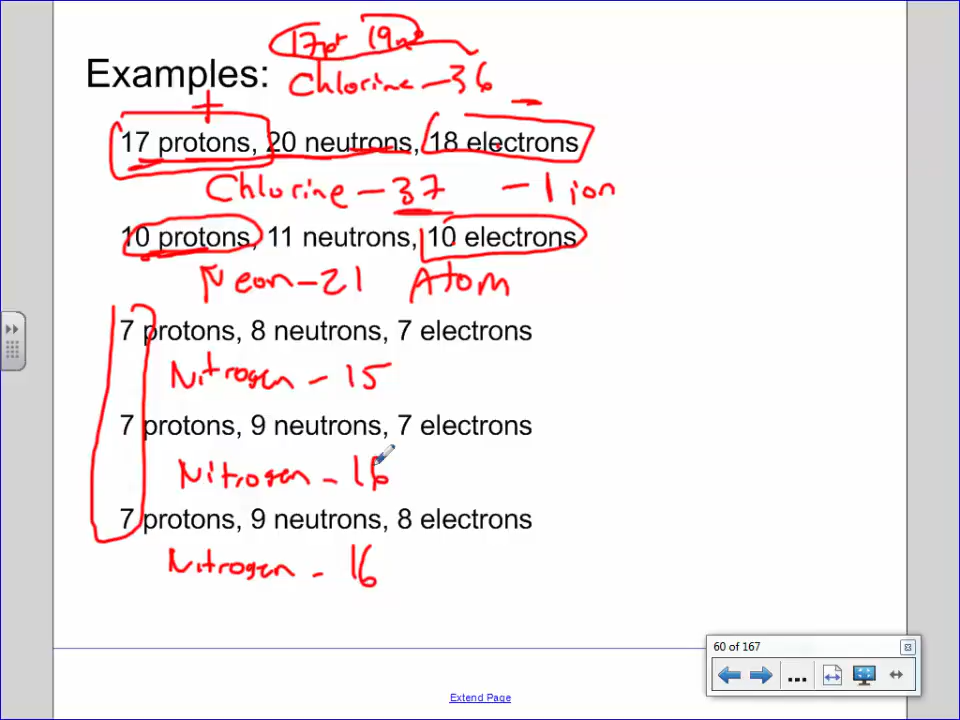 17pt 19n°
Examples:
Chlorine - 36
+ -
17 protons, 20 neutrons, 18 electrons
Chlorine - 37 - 1 ion
10 protons, 11 neutrons, 10 electrons
Neon - 21 Atom
7 protons, 8 neutrons, 7 electrons
Nitrogen - 15
7 protons, 9 neutrons, 7 electrons
Nitrogen - 16
7 protons, 9 neutrons, 8 electrons
Nitrogen - 16
60 of 167
...
Extend Page